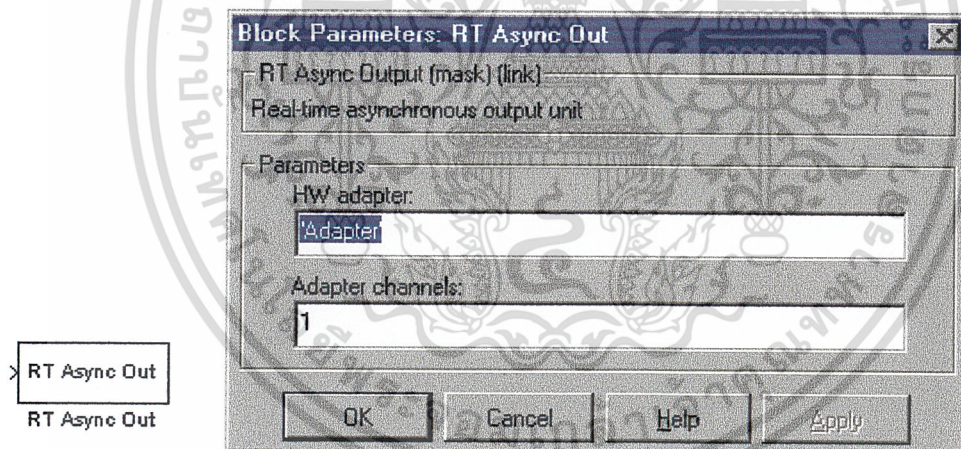 Block Parameters: RT Async Out
RT Async Output (mask) (link)
Real-time asynchronous output unit
Parameters
HW adapter:
'Adapter'
Adapter channels:
1
OK Cancel Help Apply
RT Async Out
RT Async Out